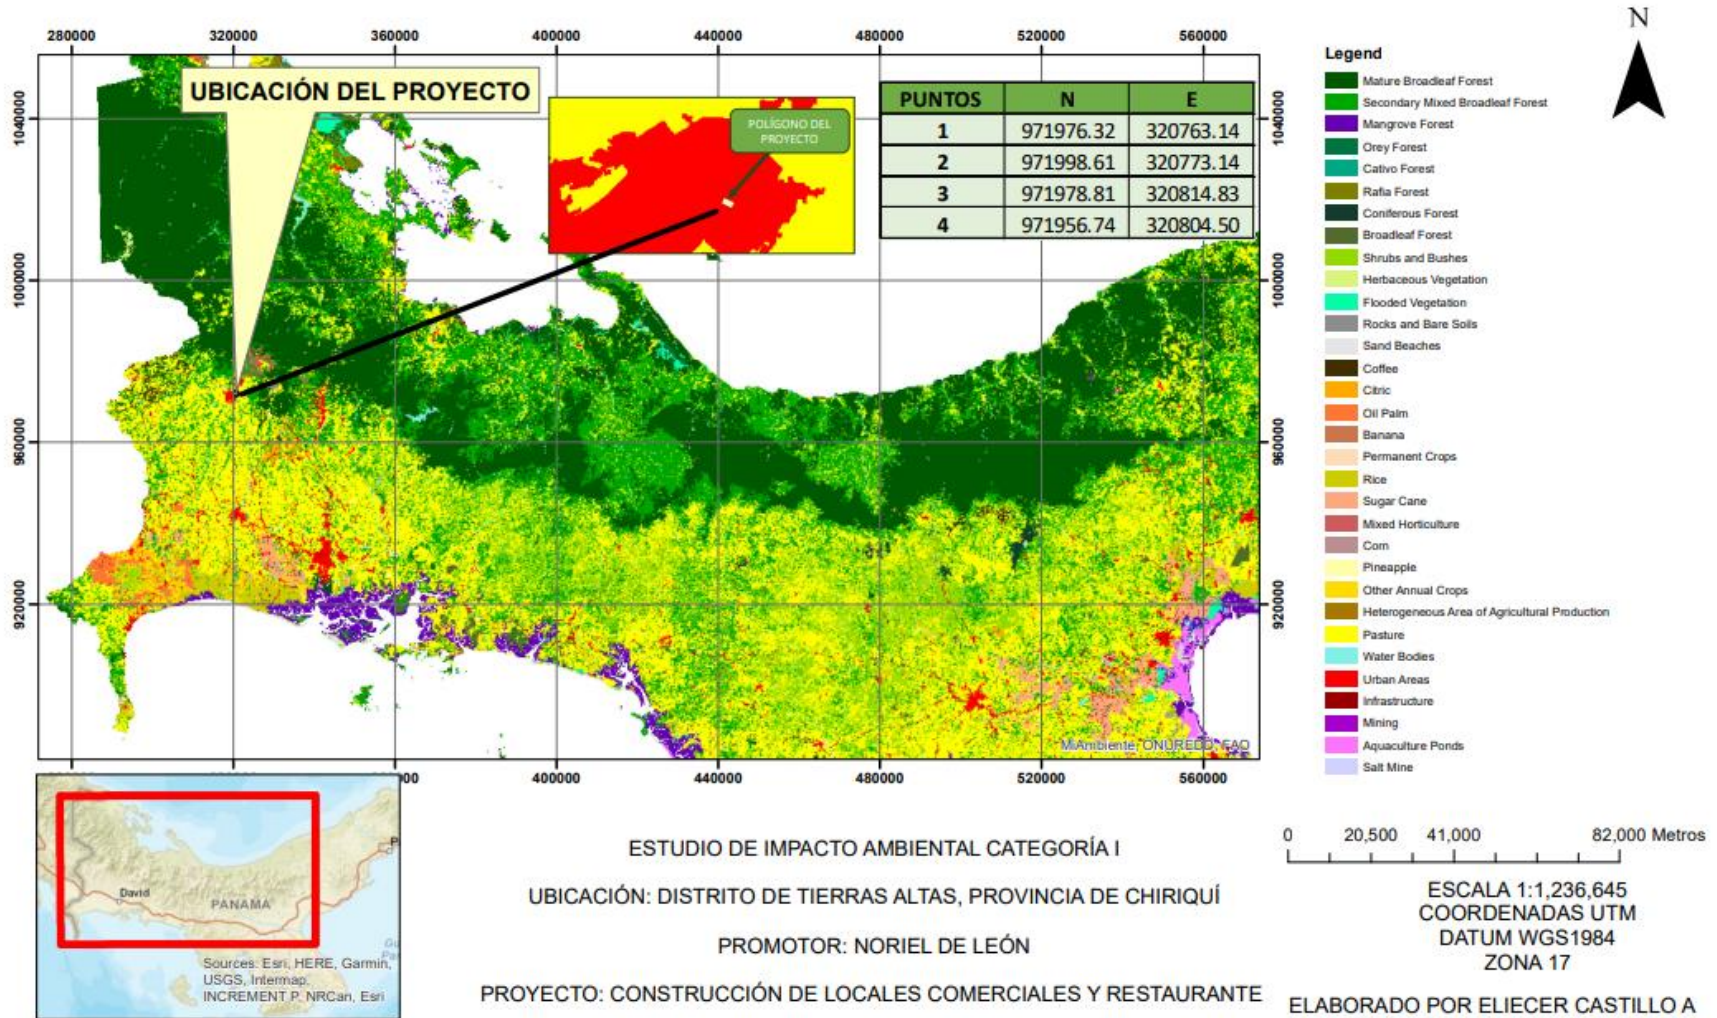 N
280000 320000 360000 400000 440000 480000 520000 560000
1040000 1000000 960000 920000
UBICACIÓN DEL PROYECTO
POLÍGONO DEL
PROYECTO
PUNTOS N E
1 971976.32 320763.14
2 971998.61 320773.14
3 971978.81 320814.83
4 971956.74 320804.50
1040000 1000000 960000 920000
MiAmbiente, ONUREDD, FAO
400000 440000 480000 520000 560000
Legend
Mature Broadleaf Forest
Secondary Mixed Broadleaf Forest
Mangrove Forest
Orey Forest
Cativo Forest
Rafia Forest
Coniferous Forest
Broadleaf Forest
Shrubs and Bushes
Herbaceous Vegetation
Flooded Vegetation
Rocks and Bare Soils
Sand Beaches
Coffee
Citric
Oil Palm
Banana
Permanent Crops
Rice
Sugar Cane
Mixed Horticulture
Corn
Pineapple
Other Annual Crops
Heterogeneous Area of Agricultural Production
Pasture
Water Bodies
Urban Areas
Infrastructure
Mining
Aquaculture Ponds
Salt Mine
David
PANAMA
Sources: Esri, HERE, Garmin,
USGS, Intermap,
INCREMENT P, NRCan, Esri
ESTUDIO DE IMPACTO AMBIENTAL CATEGORÍA I
UBICACIÓN: DISTRITO DE TIERRAS ALTAS, PROVINCIA DE CHIRIQUÍ
PROMOTOR: NORIEL DE LEÓN
PROYECTO: CONSTRUCCIÓN DE LOCALES COMERCIALES Y RESTAURANTE
0 20,500 41,000 82,000 Metros
ESCALA 1:1,236,645
COORDENADAS UTM
DATUM WGS1984
ZONA 17
ELABORADO POR ELIECER CASTILLO A